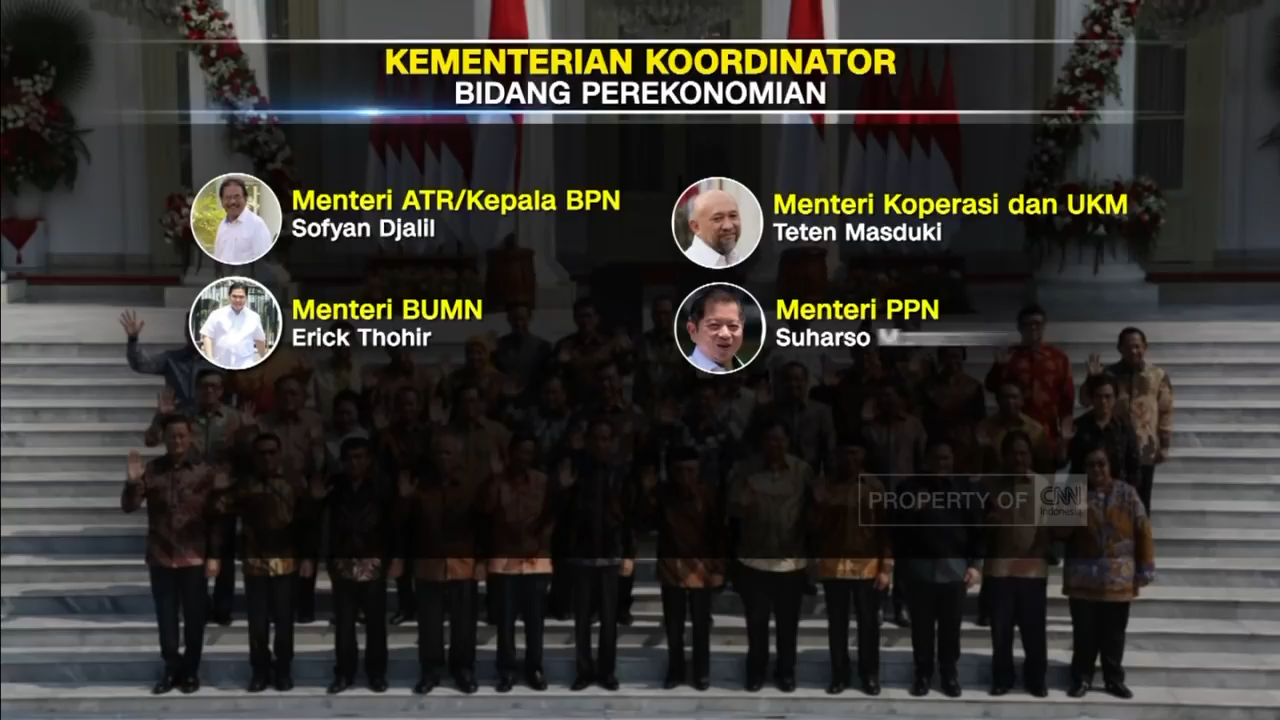 KEMENTERIAN KOORDINATOR
BIDANG PEREKONOMIAN
Menteri ATR/Kepala BPN
Sofyan Djalil
Menteri Koperasi dan UKM
Teten Masduki
Menteri BUMN
Erick Thohir
Menteri PPN
Suharso
PROPERTY OF CNN Indonesia